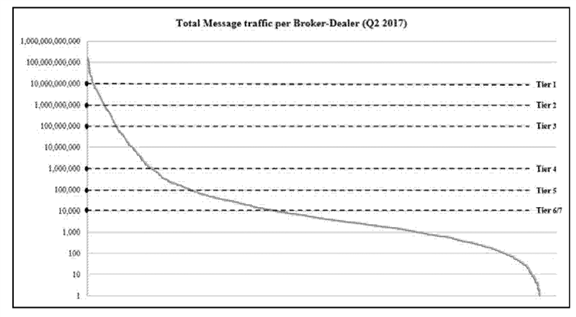 Total Message traffic per Broker-Dealer (Q2 2017)
1,000,000,000,000
100,000,000,000
10,000,000,000 Tier 1
1,000,000,000 Tier 2
100,000,000 Tier 3
10,000,000
1,000,000 Tier 4
100,000 Tier 5
10,000 Tier 6/7
1,000
100
10
1